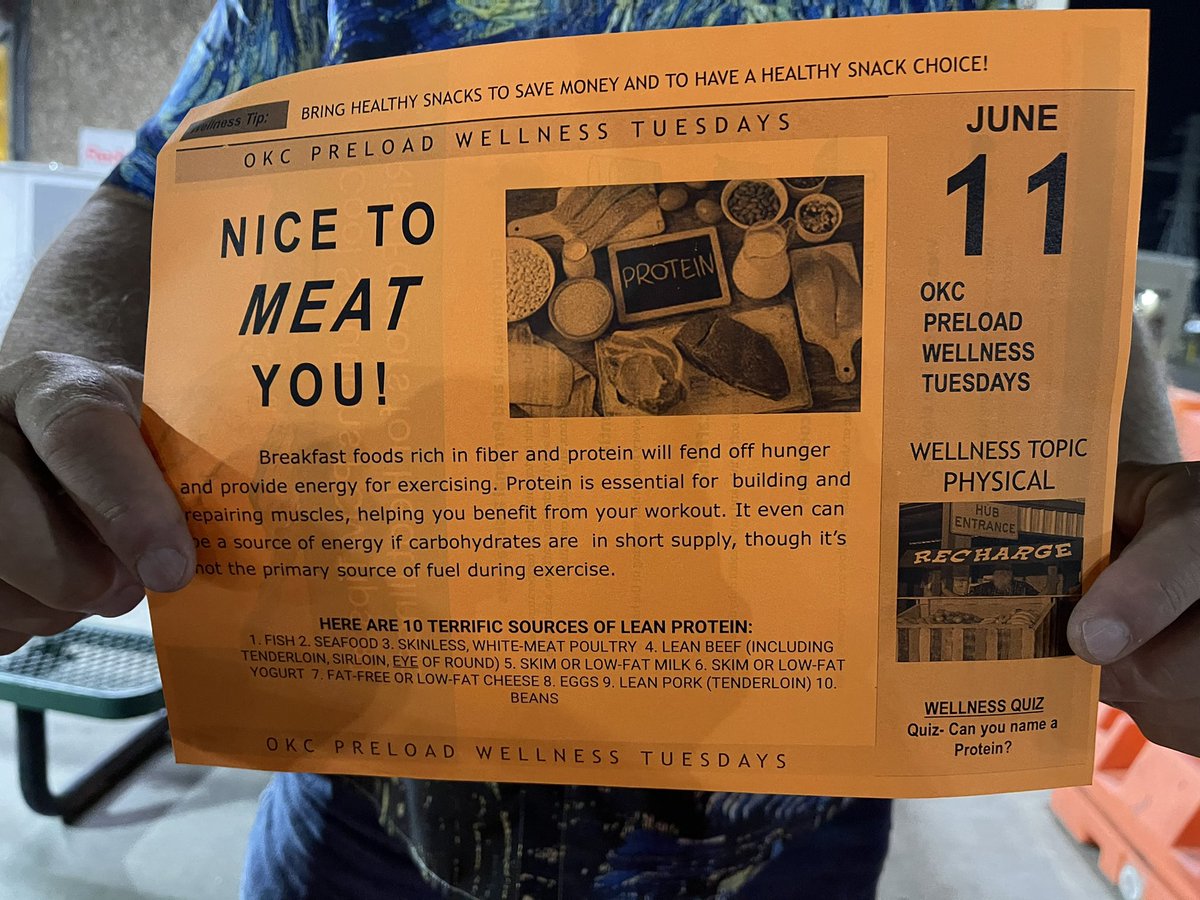 Wellness Tip:
BRING HEALTHY SNACKS TO SAVE MONEY AND TO HAVE A HEALTHY SNACK CHOICE!
OKC PRELOAD WELLNESS TUESDAYS
NICE TO
MEAT
YOU!
PROTEIN
Breakfast foods rich in fiber and protein will fend off hunger
and provide energy for exercising. Protein is essential for building and
repairing muscles, helping you benefit from your workout. It even can
be a source of energy if carbohydrates are in short supply, though it's
not the primary source of fuel during exercise.
HERE ARE 10 TERRIFIC SOURCES OF LEAN PROTEIN:
1. FISH 2. SEAFOOD 3. SKINLESS, WHITE-MEAT POULTRY 4. LEAN BEEF (INCLUDING
TENDERLOIN, SIRLOIN, EYE OF ROUND) 5. SKIM OR LOW-FAT MILK 6. SKIM OR LOW-FAT
YOGURT 7. FAT-FREE OR LOW-FAT CHEESE 8. EGGS 9. LEAN PORK (TENDERLOIN) 10.
BEANS
OKC PRELOAD WELLNESS TUESDAYS
JUNE
11
OKC
PRELOAD
WELLNESS
TUESDAYS
WELLNESS TOPIC
PHYSICAL
HUB
ENTRANCE
RECHARGE
WELLNESS QUIZ
Quiz- Can you name a
Protein?